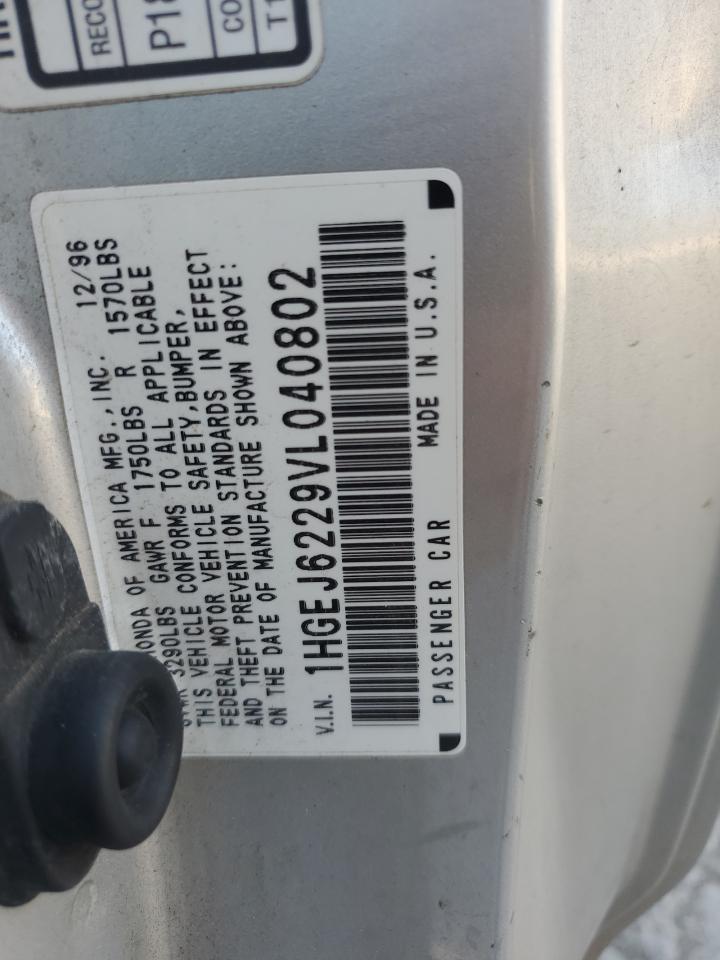 RECO
P18
CO
T1
HONDA OF AMERICA MFG.,INC. 12/96
3290LBS GAWR F 1750LBS R 1570LBS
THIS VEHICLE CONFORMS TO ALL APPLICABLE
FEDERAL MOTOR VEHICLE SAFETY,BUMPER,
AND THEFT PREVENTION STANDARDS IN EFFECT
ON THE DATE OF MANUFACTURE SHOWN ABOVE:
V.I.N. 1HGEJ6229VL040802
PASSENGER CAR MADE IN U.S.A.